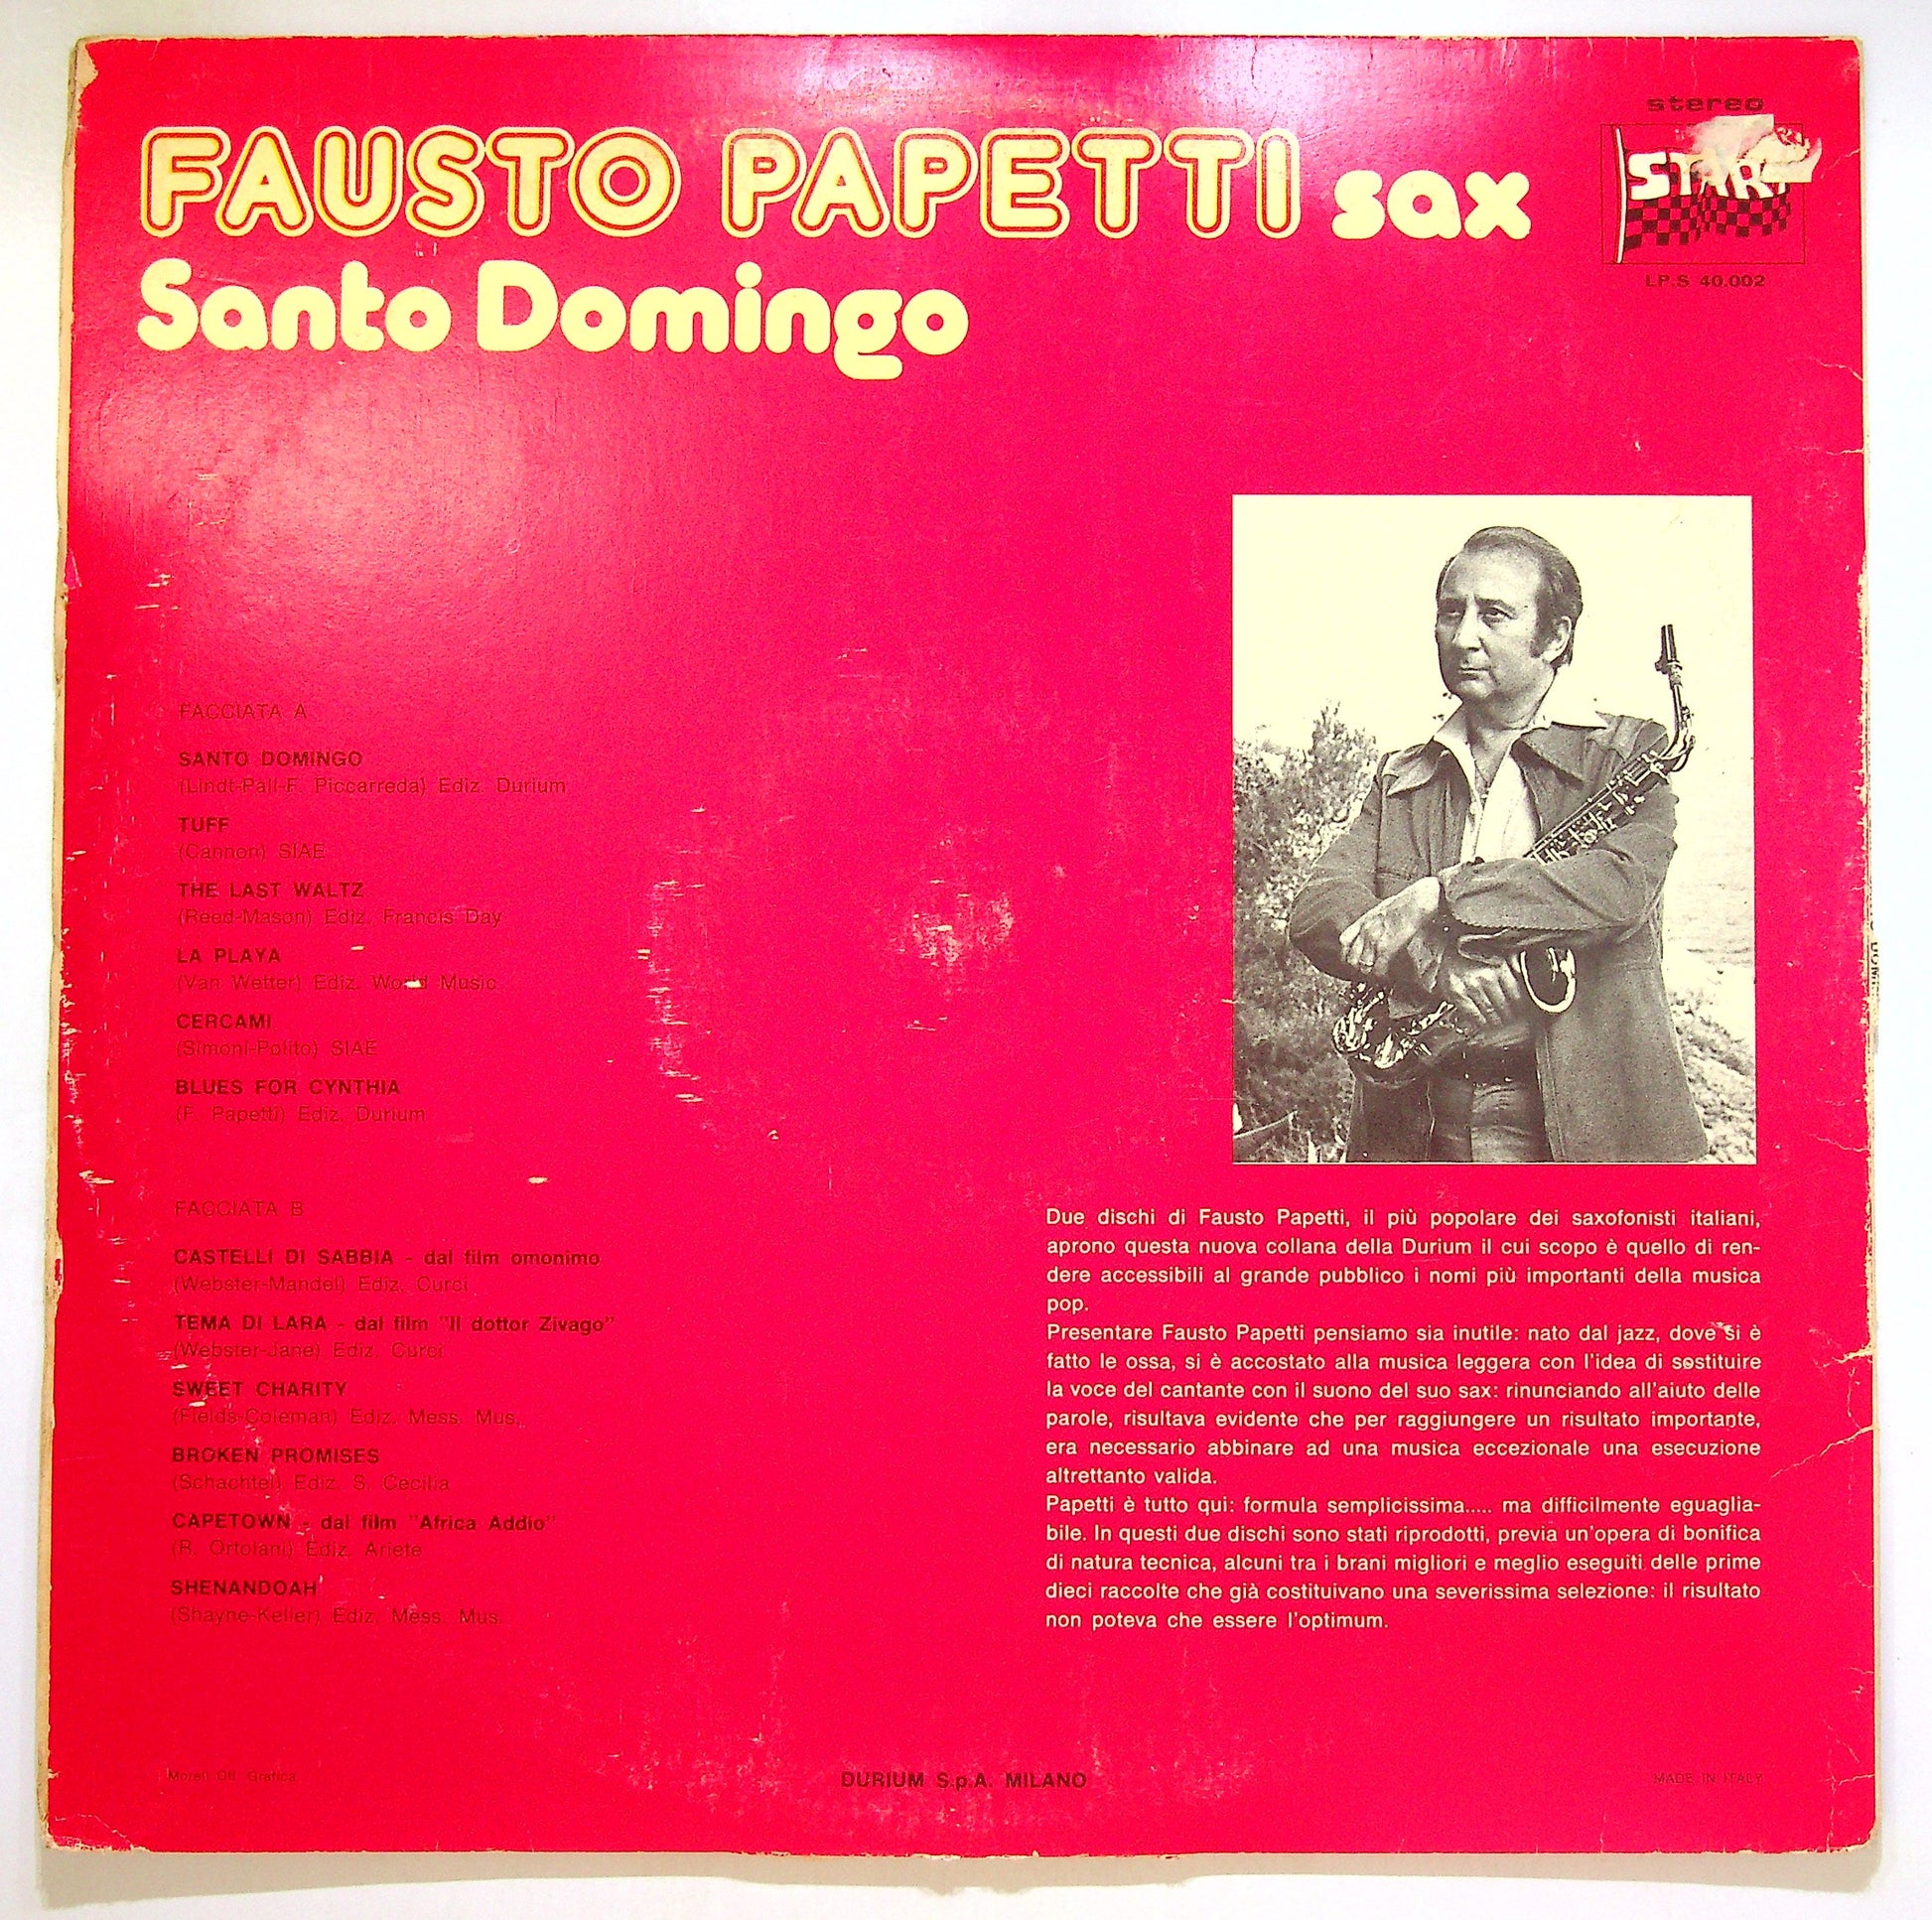 stereo
FAUSTO PAPETTI sax
START
Santo Domingo
LP.S 40.002
FACCIATA A
SANTO DOMINGO
(Lindt-Pall-F. Piccarreda) Ediz. Durium
TUFF
(Cannon) SIAE
THE LAST WALTZ
(Reed-Mason) Ediz. Francis Day
LA PLAYA
(Van Wetter) Ediz. World Music
CERCAMI
(Simoni-Polito) SIAE
BLUES FOR CYNTHIA
(F. Papetti) Ediz. Durium
FACCIATA B
CASTELLI DI SABBIA - dal film omonimo
(Webster-Mandel) Ediz. Curci
TEMA DI LARA - dal film "Il dottor Zivago"
(Webster-Jane) Ediz. Curci
SWEET CHARITY
(Fields-Coleman) Ediz. Mess. Mus.
BROKEN PROMISES
(Schachtel) Ediz. S. Cecilia
CAPETOWN - dal film "Africa Addio"
(R. Ortolani) Ediz. Ariete
SHENANDOAH
(Shayne-Keller) Ediz. Mess. Mus.
Due dischi di Fausto Papetti, il più popolare dei saxofonisti italiani,
aprono questa nuova collana della Durium il cui scopo è quello di ren-
dere accessibili al grande pubblico i nomi più importanti della musica
pop.
Presentare Fausto Papetti pensiamo sia inutile: nato dal jazz, dove si è
fatto le ossa, si è accostato alla musica leggera con l'idea di sostituire
la voce del cantante con il suono del suo sax: rinunciando all'aiuto delle
parole, risultava evidente che per raggiungere un risultato importante,
era necessario abbinare ad una musica eccezionale una esecuzione
altrettanto valida.
Papetti è tutto qui: formula semplicissima..... ma difficilmente eguaglia-
bile. In questi due dischi sono stati riprodotti, previa un'opera di bonifica
di natura tecnica, alcuni tra i brani migliori e meglio eseguiti delle prime
dieci raccolte che già costituivano una severissima selezione: il risultato
non poteva che essere l'optimum.
Grafica
DURIUM S.p.A. MILANO
MADE IN ITALY